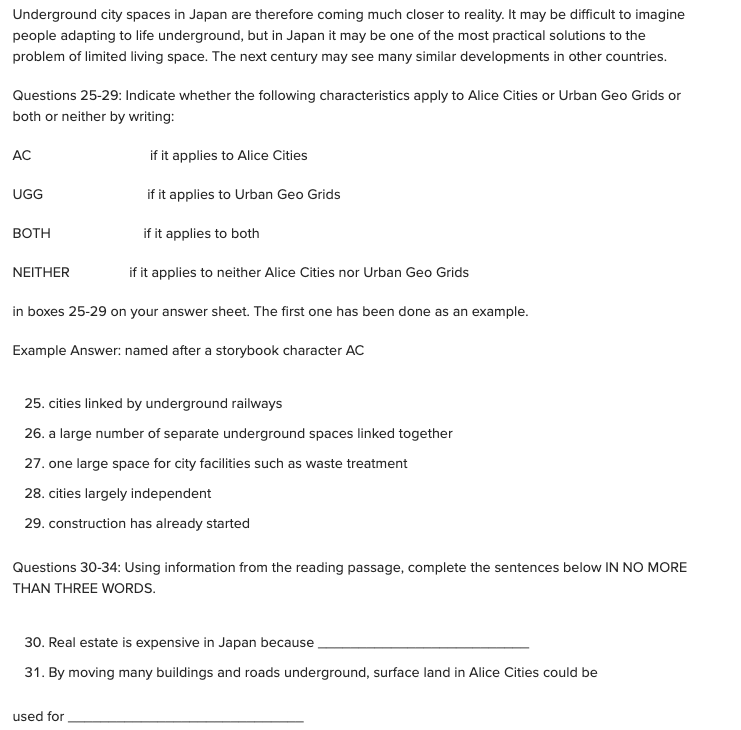 Underground city spaces in Japan are therefore coming much closer to reality. It may be difficult to imagine
people adapting to life underground, but in Japan it may be one of the most practical solutions to the
problem of limited living space. The next century may see many similar developments in other countries.
Questions 25-29: Indicate whether the following characteristics apply to Alice Cities or Urban Geo Grids or
both or neither by writing:
AC if it applies to Alice Cities
UGG if it applies to Urban Geo Grids
BOTH if it applies to both
NEITHER if it applies to neither Alice Cities nor Urban Geo Grids
in boxes 25-29 on your answer sheet. The first one has been done as an example.
Example Answer: named after a storybook character AC
25. cities linked by underground railways
26. a large number of separate underground spaces linked together
27. one large space for city facilities such as waste treatment
28. cities largely independent
29. construction has already started
Questions 30-34: Using information from the reading passage, complete the sentences below IN NO MORE
THAN THREE WORDS.
30. Real estate is expensive in Japan because ___________________________
31. By moving many buildings and roads underground, surface land in Alice Cities could be
used for ______________________________